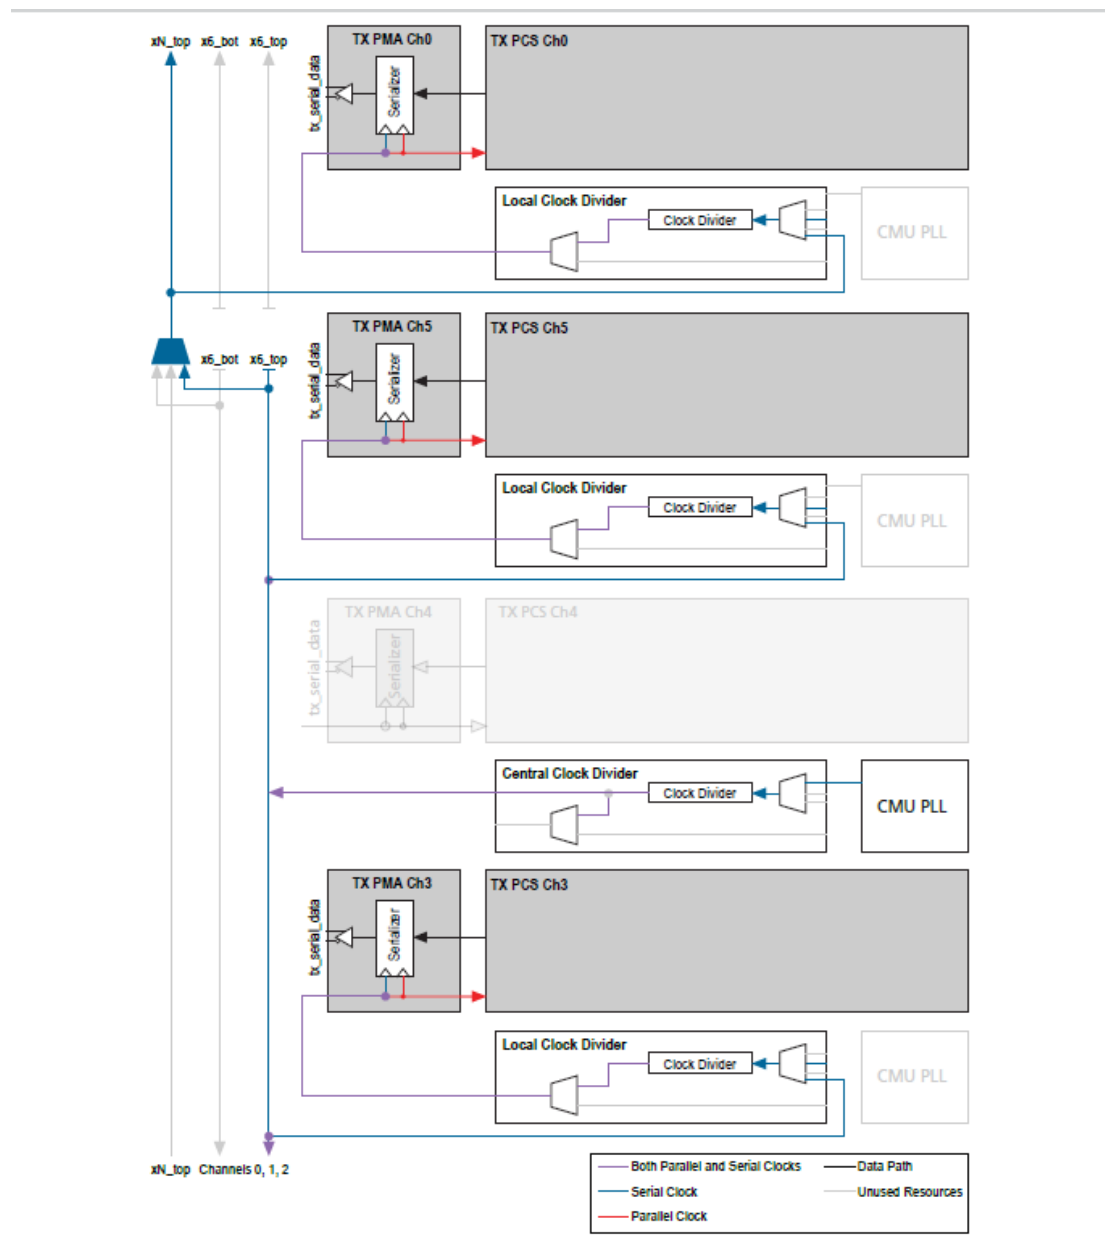 xN_top x6_bot x6_top
TX PMA Ch0
TX PCS Ch0
tx_serial_data
Serializer
Local Clock Divider
Clock Divider
CMU PLL
TX PMA Ch5
TX PCS Ch5
x6_bot x6_top
tx_serial_data
Serializer
Local Clock Divider
Clock Divider
CMU PLL
TX PMA Ch4
TX PCS Ch4
tx_serial_data
Serializer
Central Clock Divider
Clock Divider
CMU PLL
TX PMA Ch3
TX PCS Ch3
tx_serial_data
Serializer
Local Clock Divider
Clock Divider
CMU PLL
xN_top Channels 0, 1, 2
Both Parallel and Serial Clocks
Data Path
Serial Clock
Unused Resources
Parallel Clock